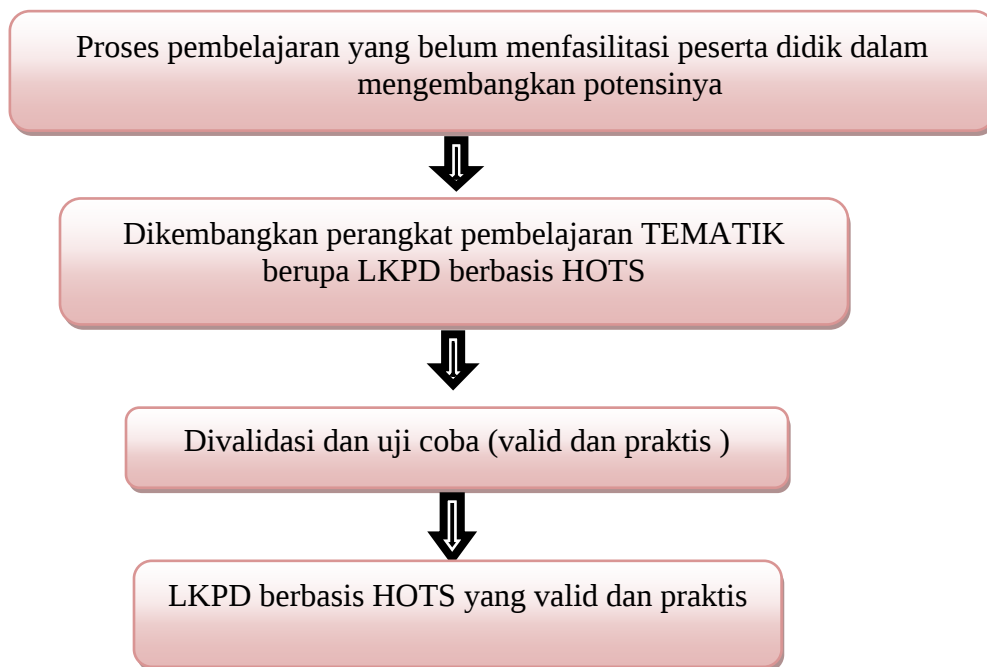 Proses pembelajaran yang belum menfasilitasi peserta didik dalam
mengembangkan potensinya
Dikembangkan perangkat pembelajaran TEMATIK
berupa LKPD berbasis HOTS
Divalidasi dan uji coba (valid dan praktis )
LKPD berbasis HOTS yang valid dan praktis